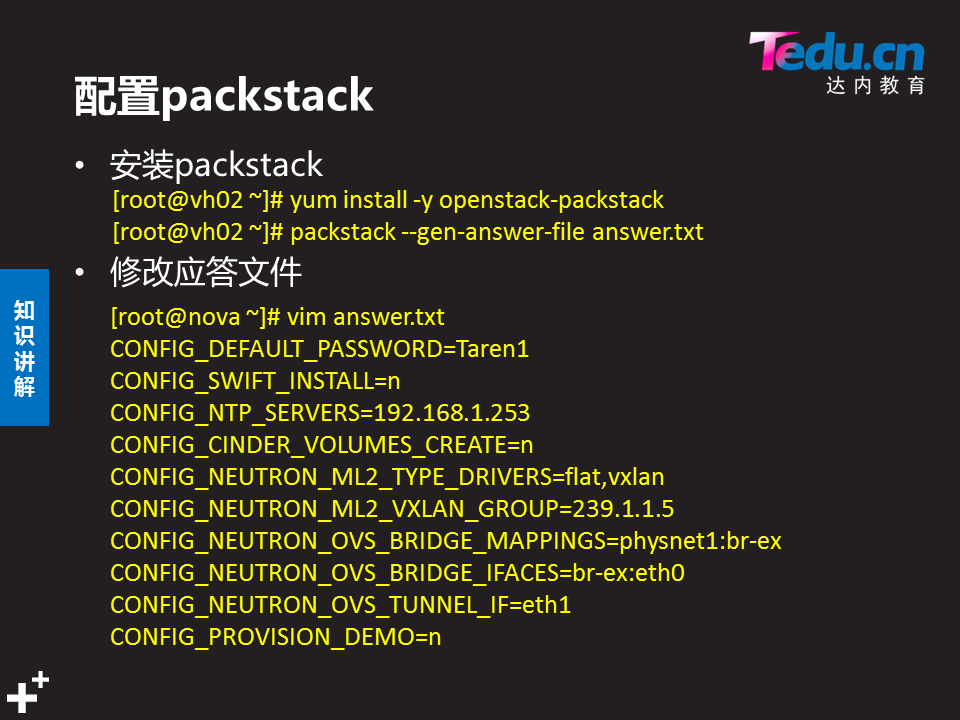 Tedu.cn
达内教育
配置packstack
• 安装packstack
[root@vh02 ~]# yum install -y openstack-packstack
[root@vh02 ~]# packstack --gen-answer-file answer.txt
• 修改应答文件
知识讲解
[root@nova ~]# vim answer.txt
CONFIG_DEFAULT_PASSWORD=Taren1
CONFIG_SWIFT_INSTALL=n
CONFIG_NTP_SERVERS=192.168.1.253
CONFIG_CINDER_VOLUMES_CREATE=n
CONFIG_NEUTRON_ML2_TYPE_DRIVERS=flat,vxlan
CONFIG_NEUTRON_ML2_VXLAN_GROUP=239.1.1.5
CONFIG_NEUTRON_OVS_BRIDGE_MAPPINGS=physnet1:br-ex
CONFIG_NEUTRON_OVS_BRIDGE_IFACES=br-ex:eth0
CONFIG_NEUTRON_OVS_TUNNEL_IF=eth1
CONFIG_PROVISION_DEMO=n